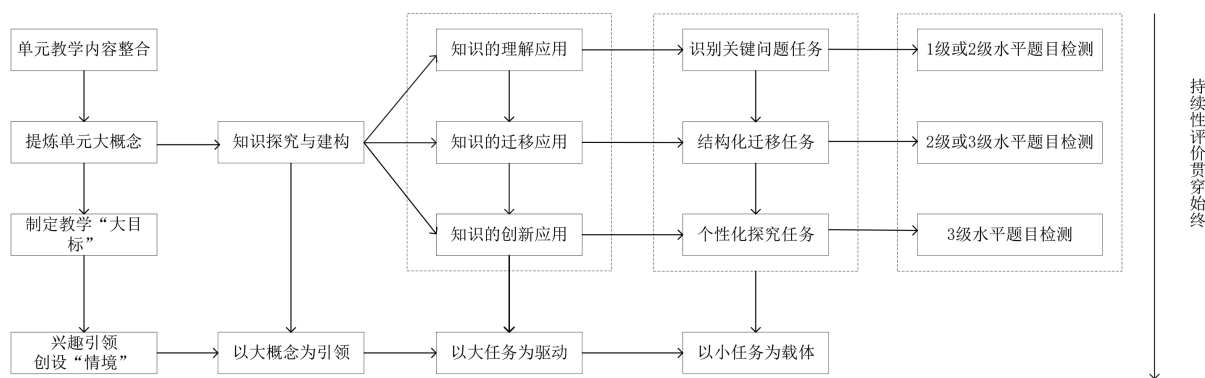 单元教学内容整合
知识的理解应用
识别关键问题任务
1级或2级水平题目检测
提炼单元大概念
知识探究与建构
知识的迁移应用
结构化迁移任务
2级或3级水平题目检测
制定教学“大目
标”
知识的创新应用
个性化探究任务
3级水平题目检测
兴趣引领
创设“情境”
以大概念为引领
以大任务为驱动
以小任务为载体
持续性评价贯穿始终